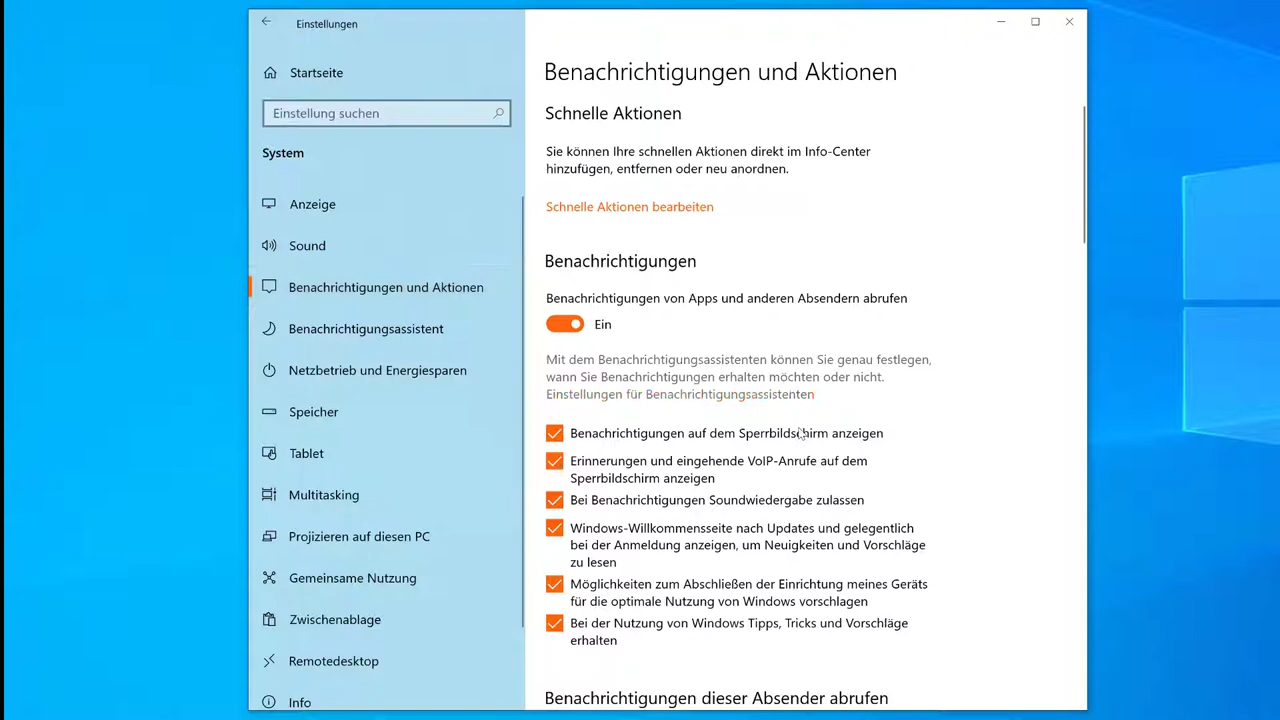 Einstellungen
Startseite
Einstellung suchen
System
Anzeige
Sound
Benachrichtigungen und Aktionen
Benachrichtigungsassistent
Netzbetrieb und Energiesparen
Speicher
Tablet
Multitasking
Projizieren auf diesen PC
Gemeinsame Nutzung
Zwischenablage
Remotedesktop
Info
Benachrichtigungen und Aktionen
Schnelle Aktionen
Sie können Ihre schnellen Aktionen direkt im Info-Center
hinzufügen, entfernen oder neu anordnen.
Schnelle Aktionen bearbeiten
Benachrichtigungen
Benachrichtigungen von Apps und anderen Absendern abrufen
Ein
Mit dem Benachrichtigungsassistenten können Sie genau festlegen,
wann Sie Benachrichtigungen erhalten möchten oder nicht.
Einstellungen für Benachrichtigungsassistenten
Benachrichtigungen auf dem Sperrbildschirm anzeigen
Erinnerungen und eingehende VoIP-Anrufe auf dem
Sperrbildschirm anzeigen
Bei Benachrichtigungen Soundwiedergabe zulassen
Windows-Willkommensseite nach Updates und gelegentlich
bei der Anmeldung anzeigen, um Neuigkeiten und Vorschläge
zu lesen
Möglichkeiten zum Abschließen der Einrichtung meines Geräts
für die optimale Nutzung von Windows vorschlagen
Bei der Nutzung von Windows Tipps, Tricks und Vorschläge
erhalten
Benachrichtigungen dieser Absender abrufen